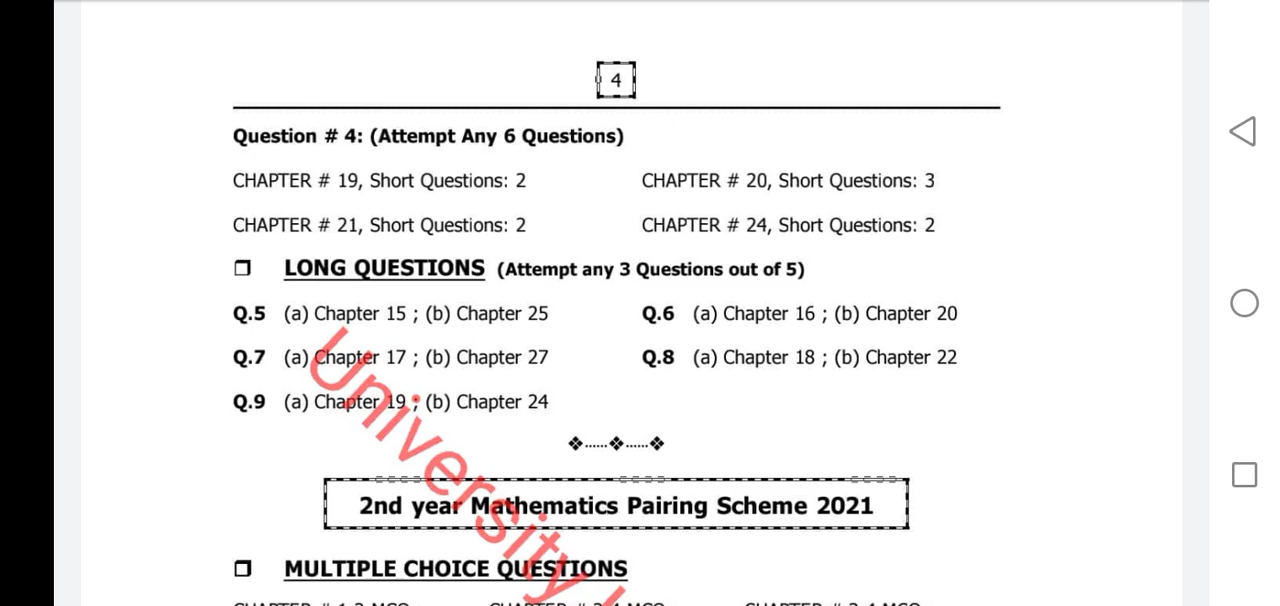 4
Question # 4: (Attempt Any 6 Questions)
CHAPTER # 19, Short Questions: 2 CHAPTER # 20, Short Questions: 3
CHAPTER # 21, Short Questions: 2 CHAPTER # 24, Short Questions: 2
LONG QUESTIONS (Attempt any 3 Questions out of 5)
Q.5 (a) Chapter 15 ; (b) Chapter 25 Q.6 (a) Chapter 16 ; (b) Chapter 20
Q.7 (a) Chapter 17 ; (b) Chapter 27 Q.8 (a) Chapter 18 ; (b) Chapter 22
Q.9 (a) Chapter 19 ; (b) Chapter 24
University
2nd year Mathematics Pairing Scheme 2021
MULTIPLE CHOICE QUESTIONS